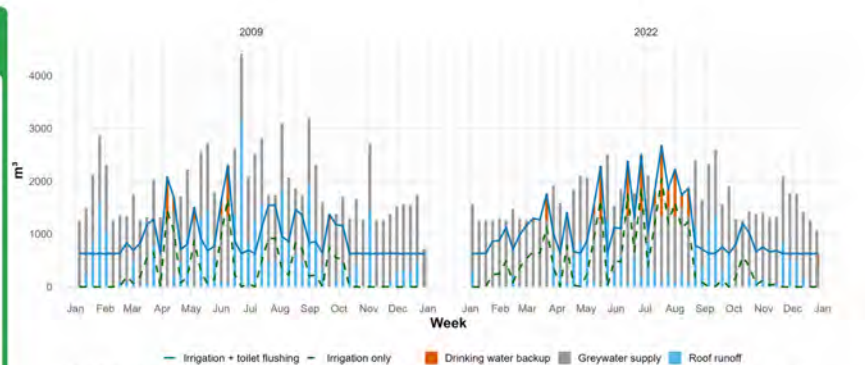 2009
2022
4000
3000
2000
1000
0
m³
Jan Feb Mar Apr May Jun Jul Aug Sep Oct Nov Dec Jan
Jan Feb Mar Apr May Jun Jul Aug Sep Oct Nov Dec Jan
Week
Irrigation + toilet flushing Irrigation only Drinking water backup Greywater supply Roof runoff